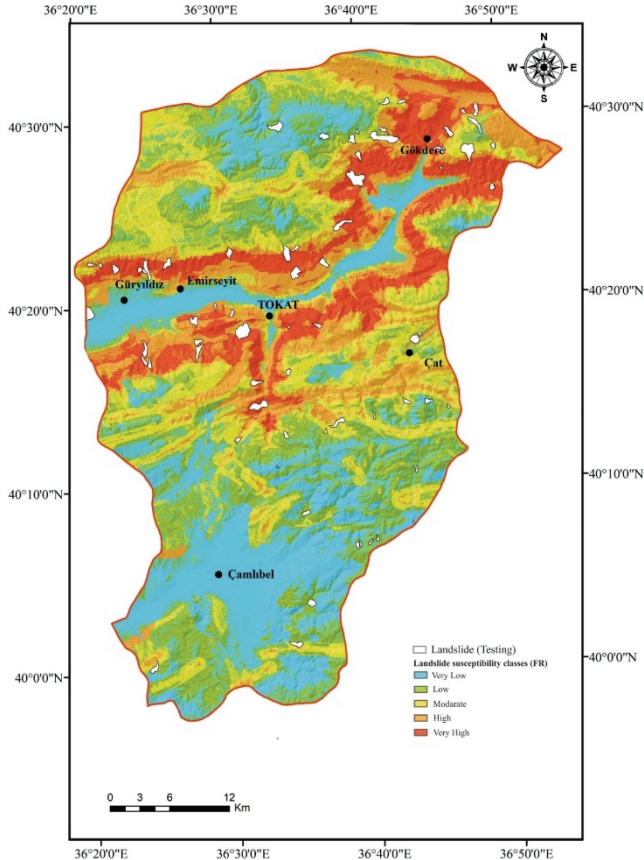 36°20'0"E
36°30'0"E
36°40'0"E
36°50'0"E
N
W
E
S
40°30'0"N
40°30'0"N
Gökdere
Güryıldız
Emirseyit
TOKAT
40°20'0"N
40°20'0"N
Çat
40°10'0"N
40°10'0"N
Çamlıbel
Landslide (Testing)
Landslide susceptibility classes (FR)
Very Low
Low
Modarate
High
Very High
40°0'0"N
40°0'0"N
0 3 6 12
Km
36°20'0"E
36°30'0"E
36°40'0"E
36°50'0"E